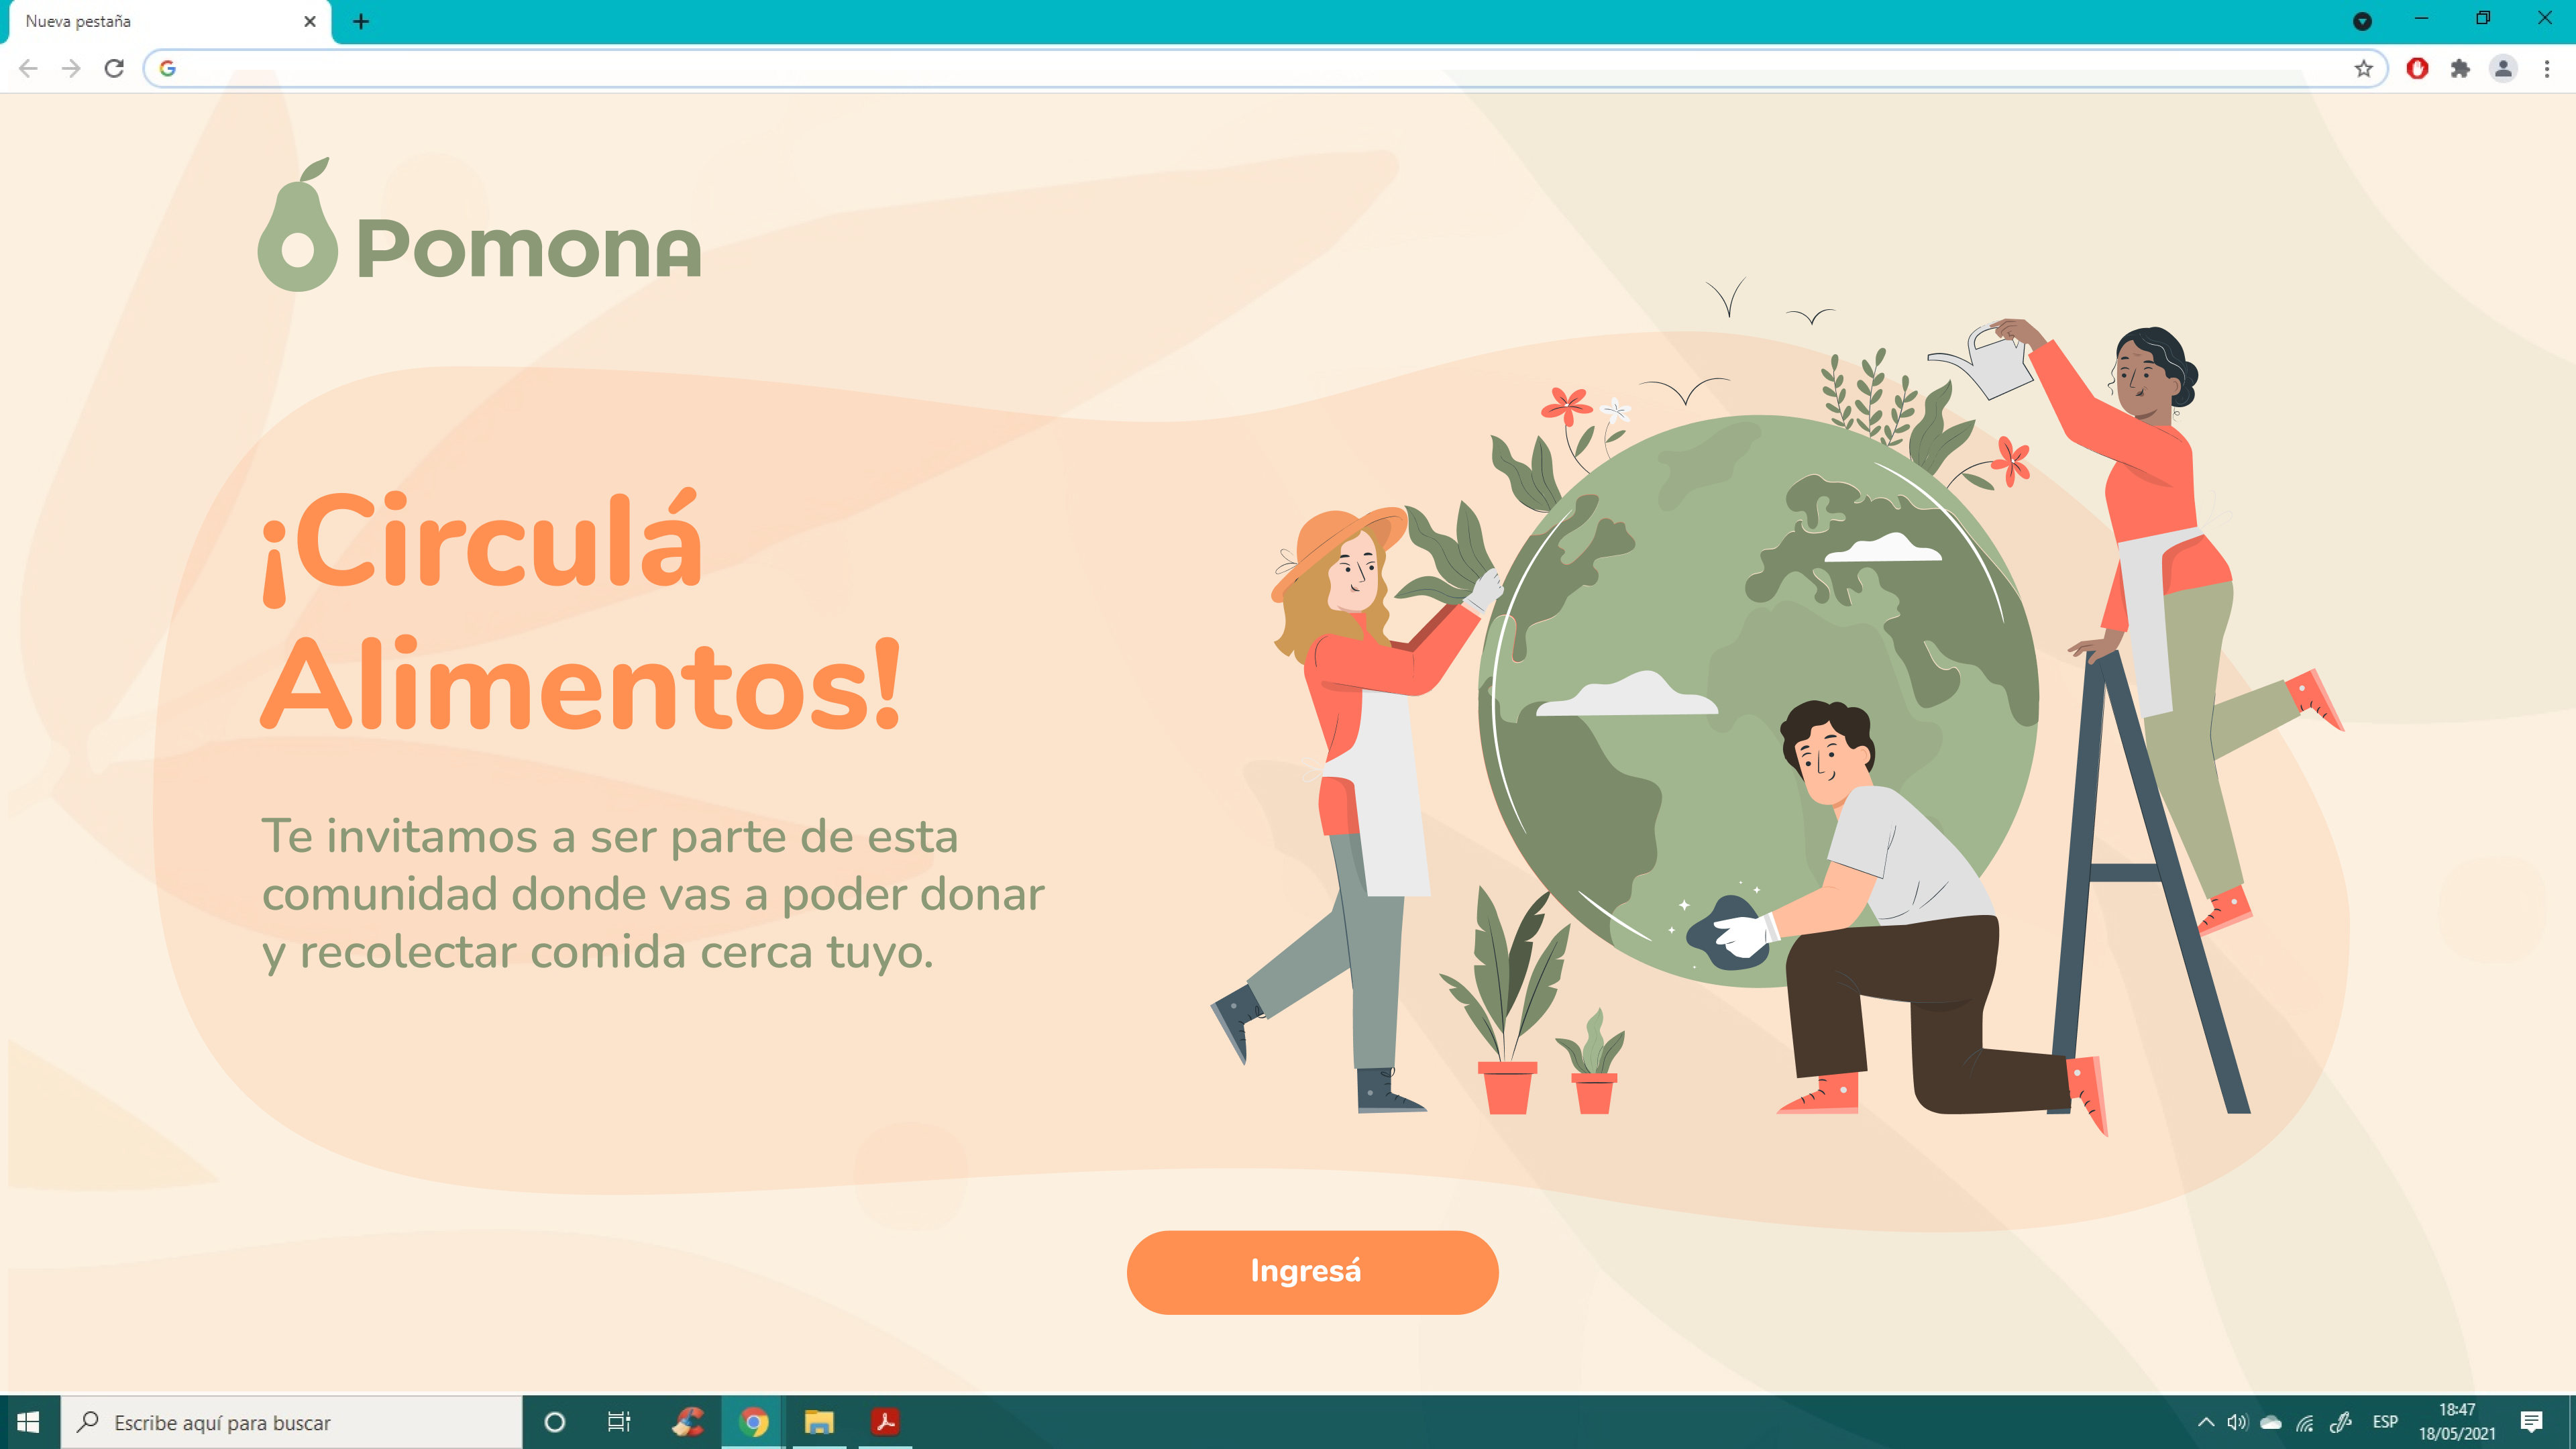 Nueva pestaña
PomonA
¡Circulá
Alimentos!
Te invitamos a ser parte de esta
comunidad donde vas a poder donar
y recolectar comida cerca tuyo.
Ingresá
Escribe aquí para buscar
ESP
18:47
18/05/2021